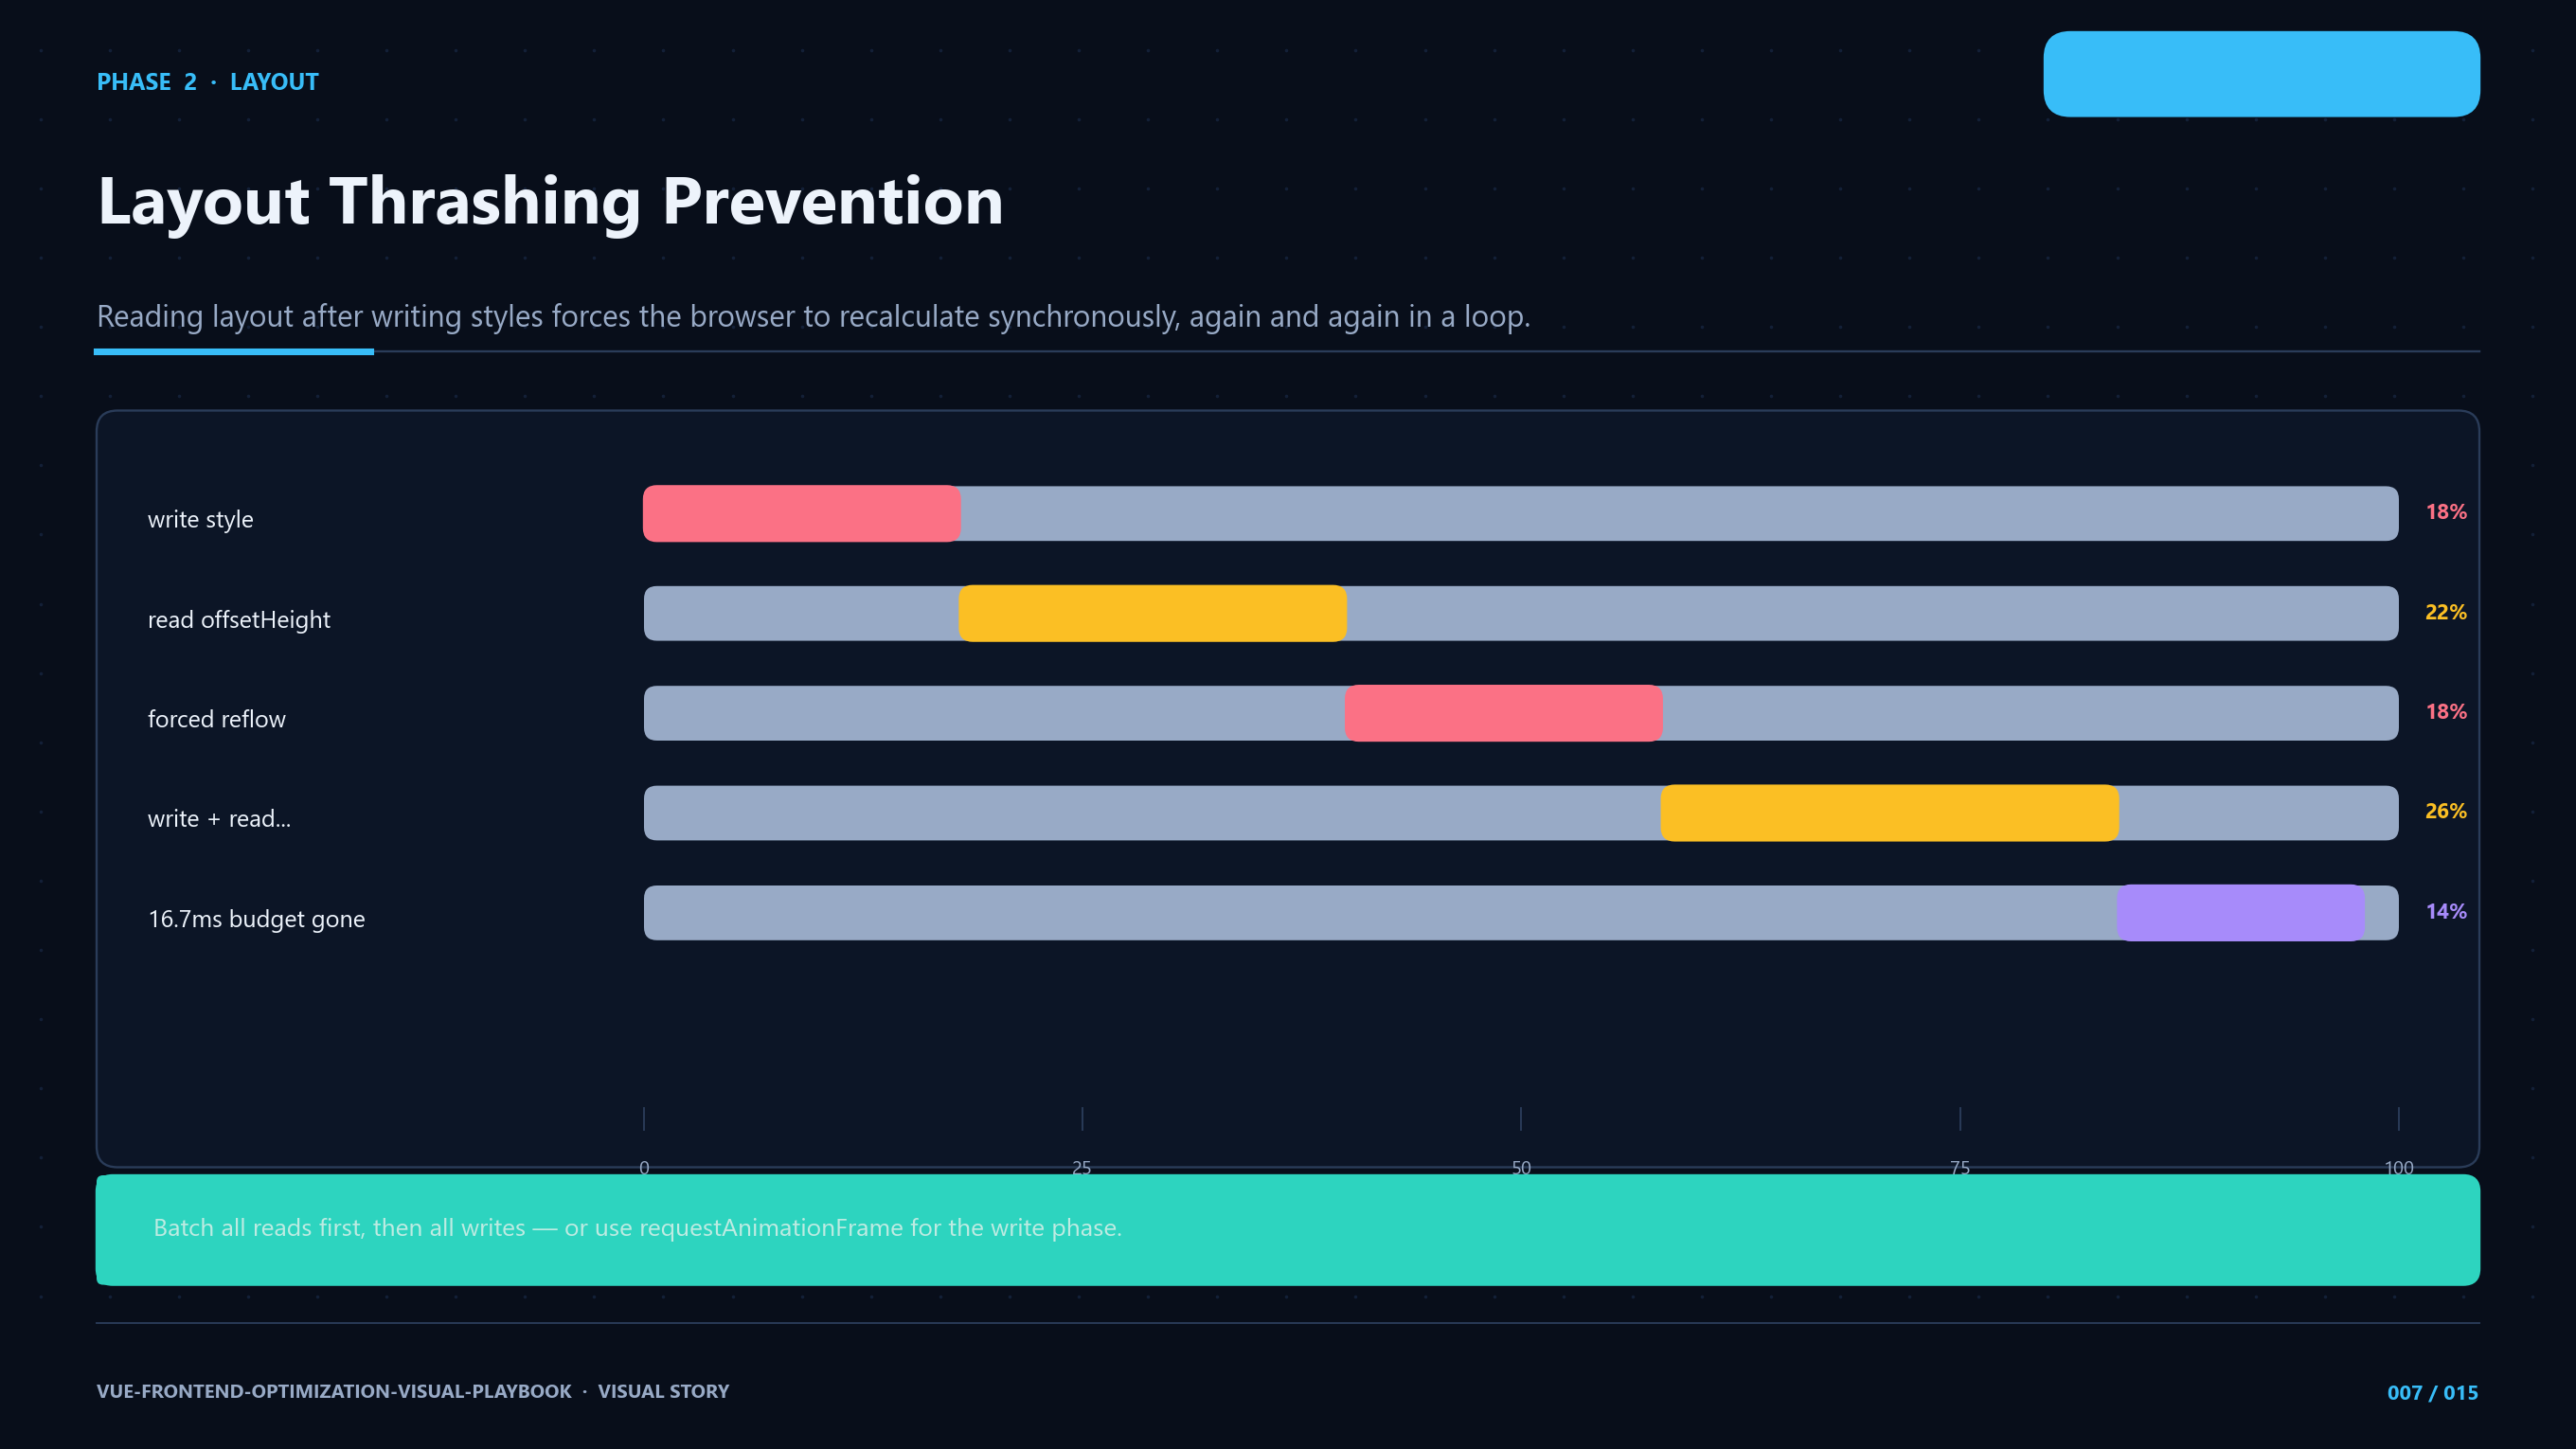 PHASE 2 · LAYOUT
Layout Thrashing Prevention
Reading layout after writing styles forces the browser to recalculate synchronously, again and again in a loop.
write style 18%
read offsetHeight 22%
forced reflow 18%
write + read... 26%
16.7ms budget gone 14%
0 25 50 75 100
Batch all reads first, then all writes — or use requestAnimationFrame for the write phase.
VUE-FRONTEND-OPTIMIZATION-VISUAL-PLAYBOOK · VISUAL STORY
007 / 015